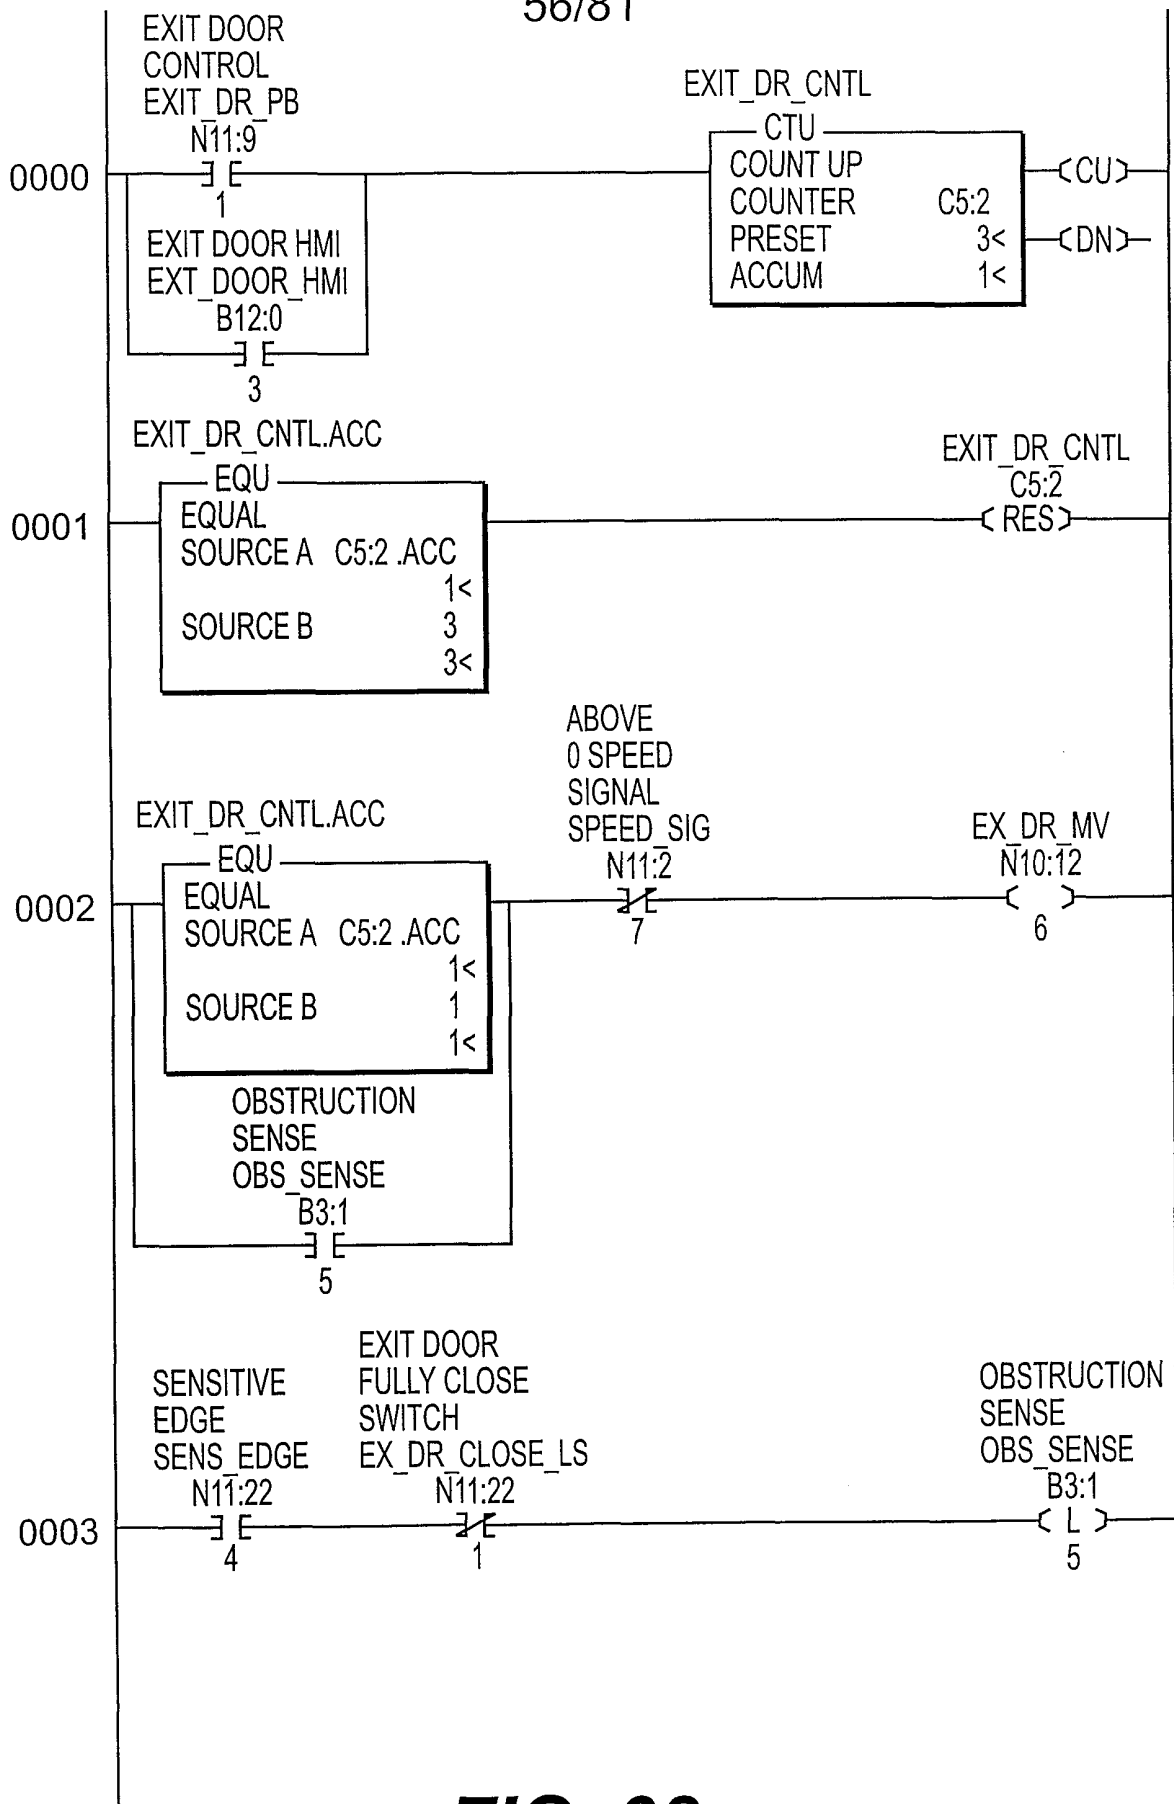 56/81
EXIT DOOR
CONTROL
EXIT_DR_PB
N11:9
1
EXIT DOOR HMI
EXT_DOOR_HMI
B12:0
3
0000
EXIT_DR_CNTL
CTU
COUNT UP
COUNTER C5:2
PRESET 3<
ACCUM 1<
(CU)
(DN)
EXIT_DR_CNTL.ACC
EQU
EQUAL
SOURCE A C5:2 .ACC
1<
SOURCE B 3
3<
0001
EXIT_DR_CNTL
C5:2
(RES)
EXIT_DR_CNTL.ACC
EQU
EQUAL
SOURCE A C5:2 .ACC
1<
SOURCE B 1
1<
0002
OBSTRUCTION
SENSE
OBS_SENSE
B3:1
5
ABOVE
0 SPEED
SIGNAL
SPEED_SIG
N11:2
7
EX_DR_MV
N10:12
6
0003
SENSITIVE
EDGE
SENS_EDGE
N11:22
4
EXIT DOOR
FULLY CLOSE
SWITCH
EX_DR_CLOSE_LS
N11:22
1
OBSTRUCTION
SENSE
OBS_SENSE
B3:1
(L)
5